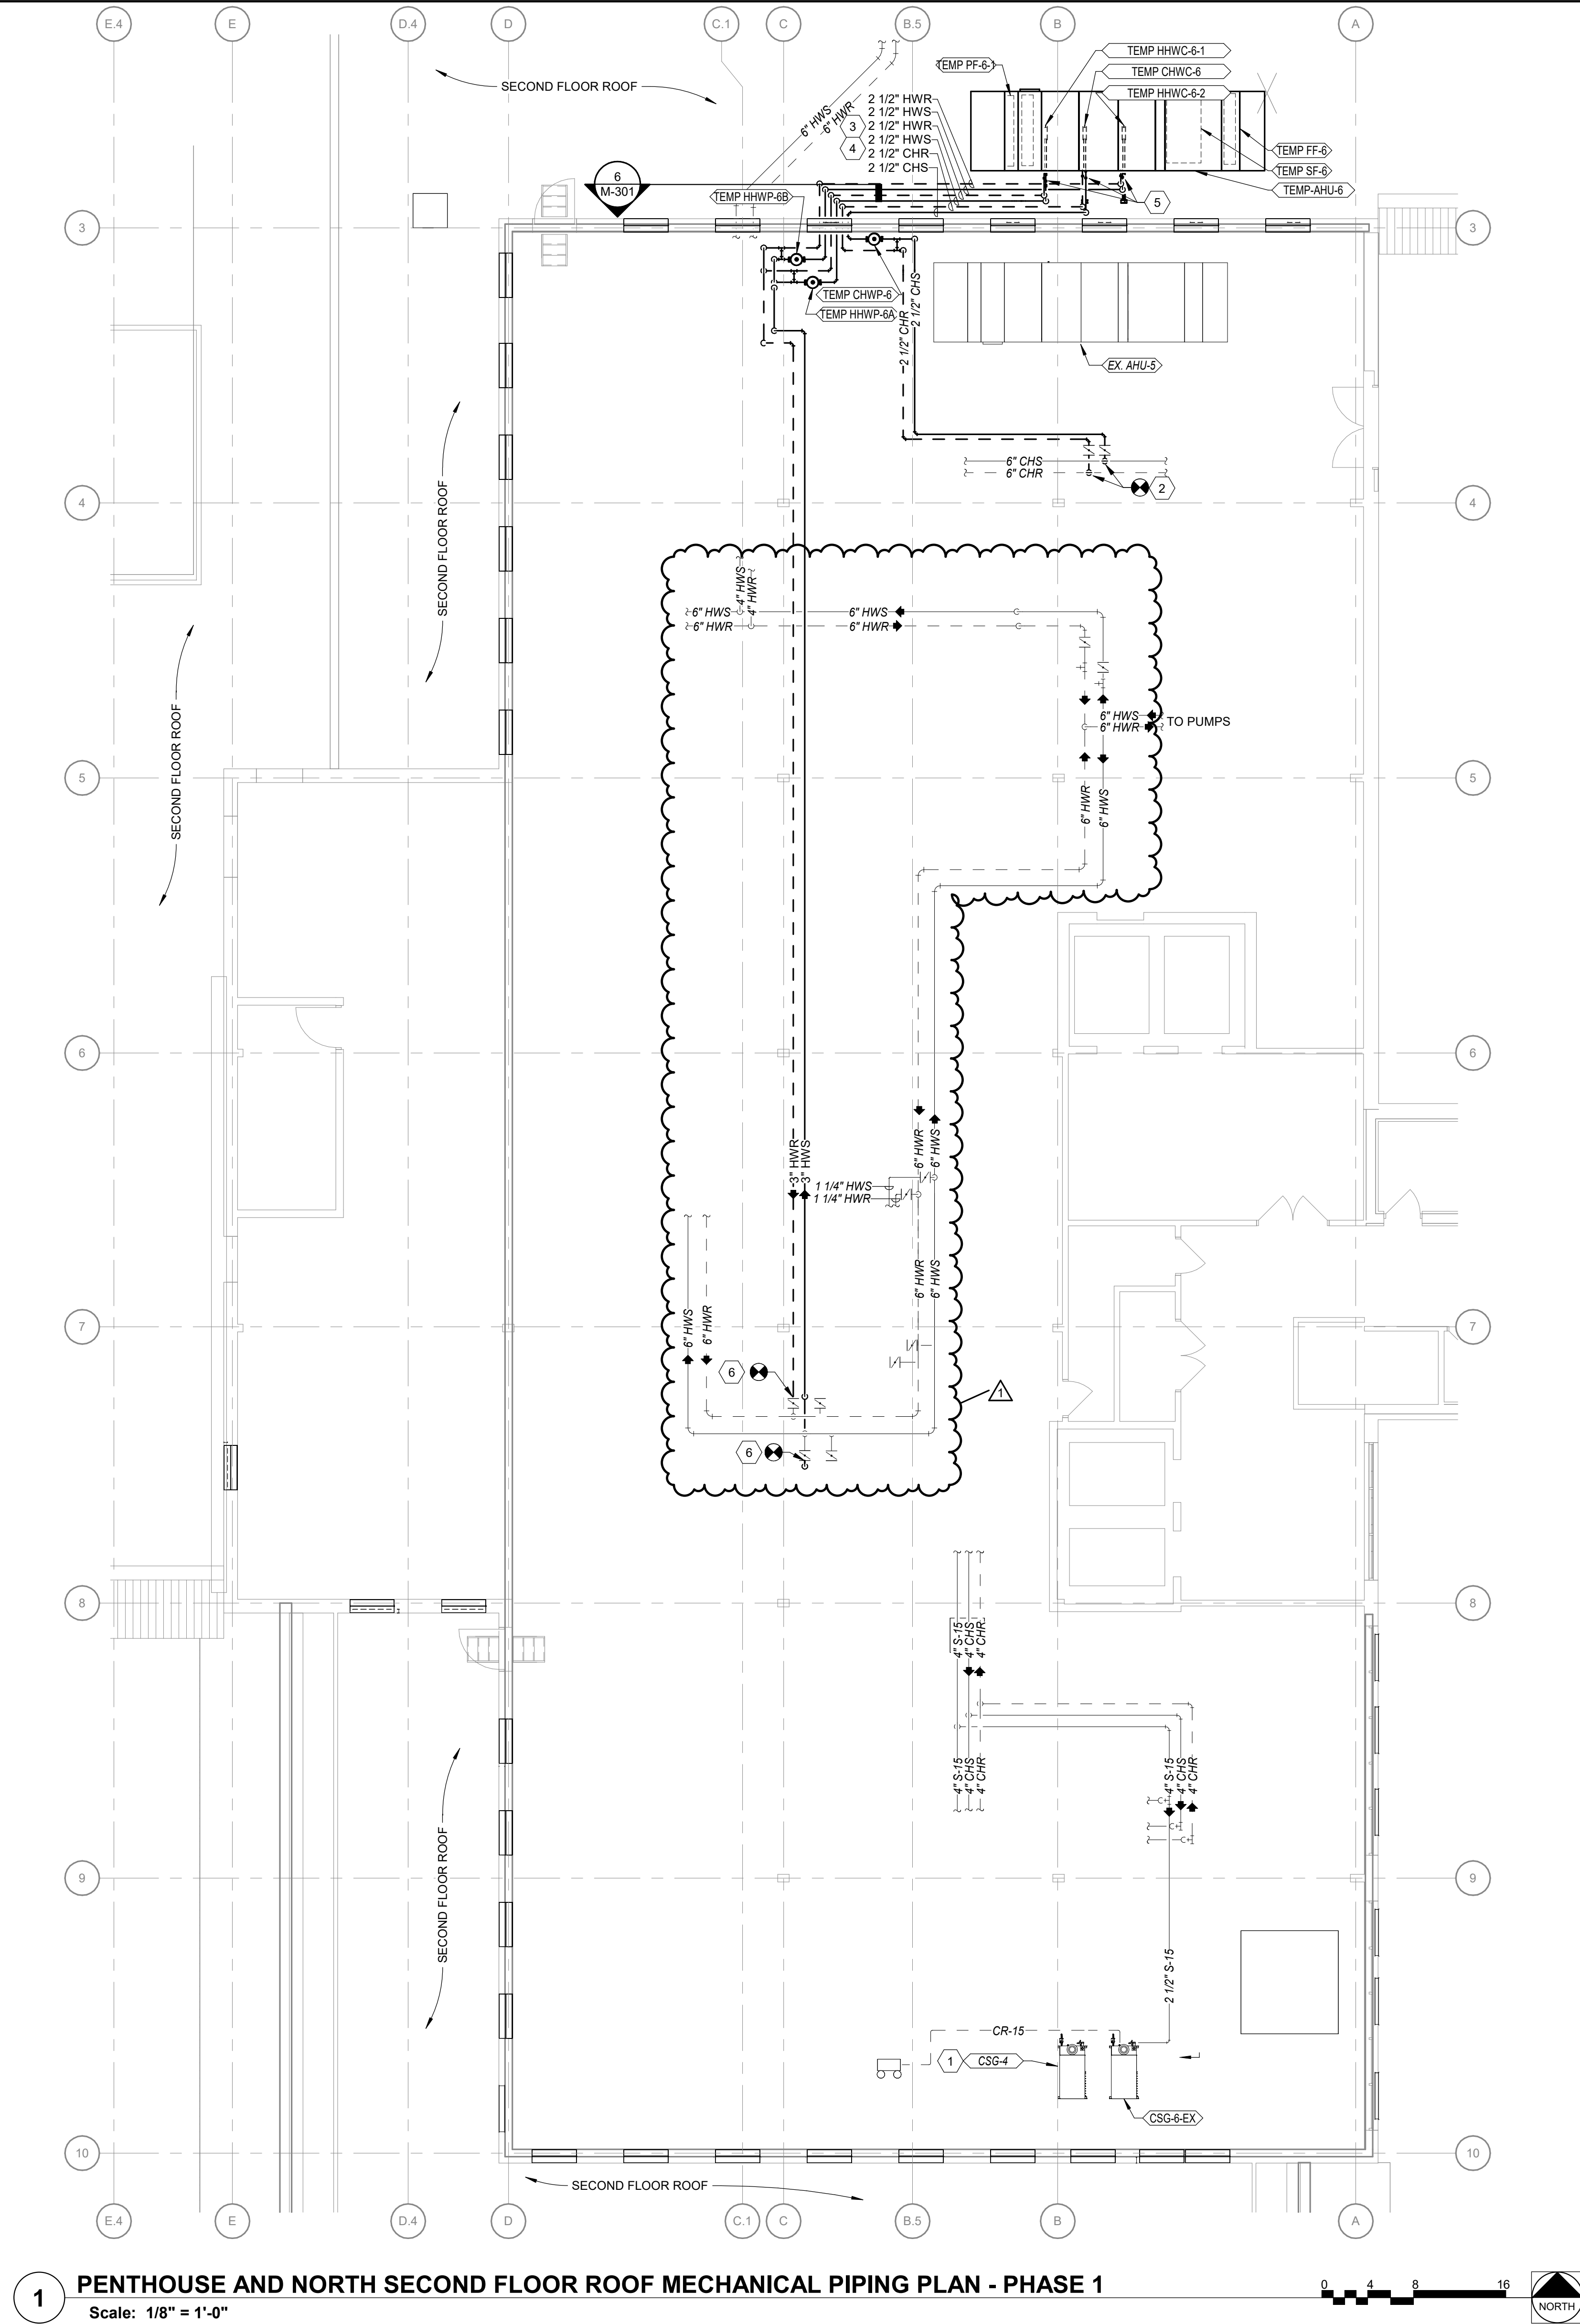 E.4 E D.4 D C.1 C B.5 B A
SECOND FLOOR ROOF
6" HWS
6" HWR
TEMP PF-6-1
TEMP HHWC-6-1
TEMP CHWC-6
TEMP HHWC-6-2
2 1/2" HWR
2 1/2" HWS
3
2 1/2" HWR
2 1/2" HWS
4
2 1/2" CHR
2 1/2" CHS
TEMP FF-6
TEMP SF-6
TEMP-AHU-6
6
M-301
TEMP HHWP-6B
5
3
3
TEMP CHWP-6
TEMP HHWP-6A
2 1/2" CHR
2 1/2" CHS
EX. AHU-5
6" CHS
6" CHR
2
4
4
SECOND FLOOR ROOF
4" HWS
4" HWR
6" HWS
6" HWS
6" HWR
6" HWR
SECOND FLOOR ROOF
6" HWS
6" HWR
TO PUMPS
5
5
6" HWR
6" HWS
6
6
3" HWR
3" HWS
6" HWR
6" HWS
1 1/4" HWS
1 1/4" HWR
6" HWR
6" HWS
6" HWS
6" HWR
7
7
6
1
6
8
8
4" S-15
4" CHS
4" CHR
4" S-15
4" CHS
4" CHR
4" S-15
4" CHS
4" CHR
SECOND FLOOR ROOF
9
9
2 1/2" S-15
CR-15
1
CSG-4
CSG-6-EX
10
10
SECOND FLOOR ROOF
E.4 E D.4 D C.1 C B.5 B A
1
PENTHOUSE AND NORTH SECOND FLOOR ROOF MECHANICAL PIPING PLAN - PHASE 1
Scale: 1/8" = 1'-0"
0 4 8 16
NORTH